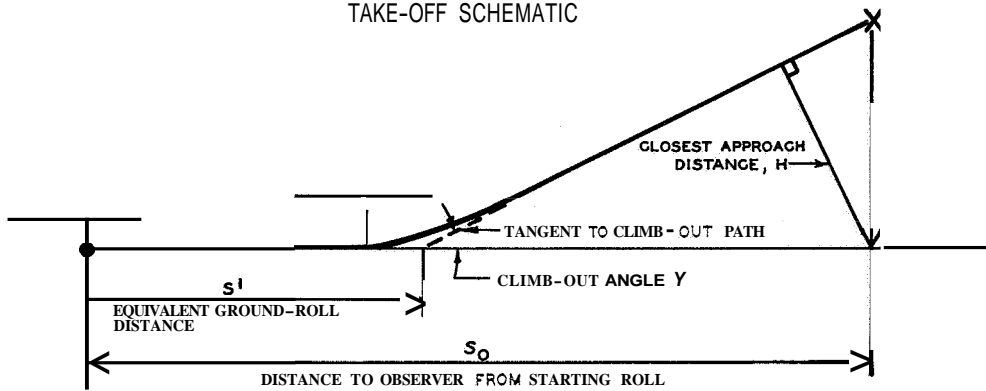 TAKE-OFF SCHEMATIC
CLOSEST APPROACH
DISTANCE, H
TANGENT TO CLIMB-OUT PATH
CLIMB-OUT ANGLE Y
S'
EQUIVALENT GROUND-ROLL
DISTANCE
S₀
DISTANCE TO OBSERVER FROM STARTING ROLL